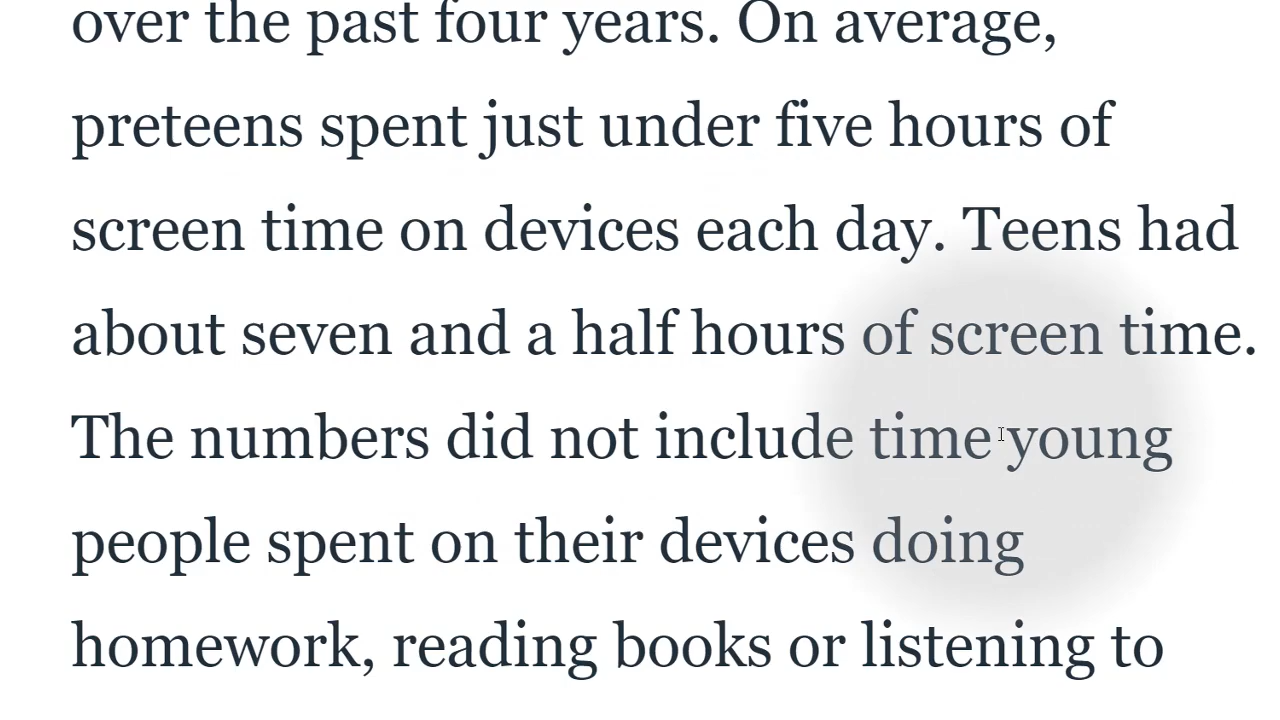 over the past four years. On average,
preteens spent just under five hours of
screen time on devices each day. Teens had
about seven and a half hours of screen time.
The numbers did not include time young
people spent on their devices doing
homework, reading books or listening to